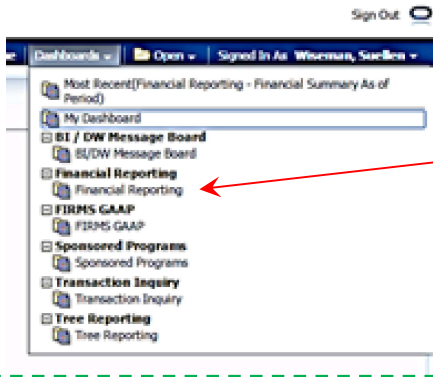 Sign Out
e Dashboards Open Signed In As Wiseman, Suellen
Most Recent(Financial Reporting - Financial Summary As of
Period)
My Dashboard
BI / DW Message Board
BI/DW Message Board
Financial Reporting
Financial Reporting
FIRMS GAAP
FIRMS GAAP
Sponsored Programs
Sponsored Programs
Transaction Inquiry
Transaction Inquiry
Tree Reporting
Tree Reporting